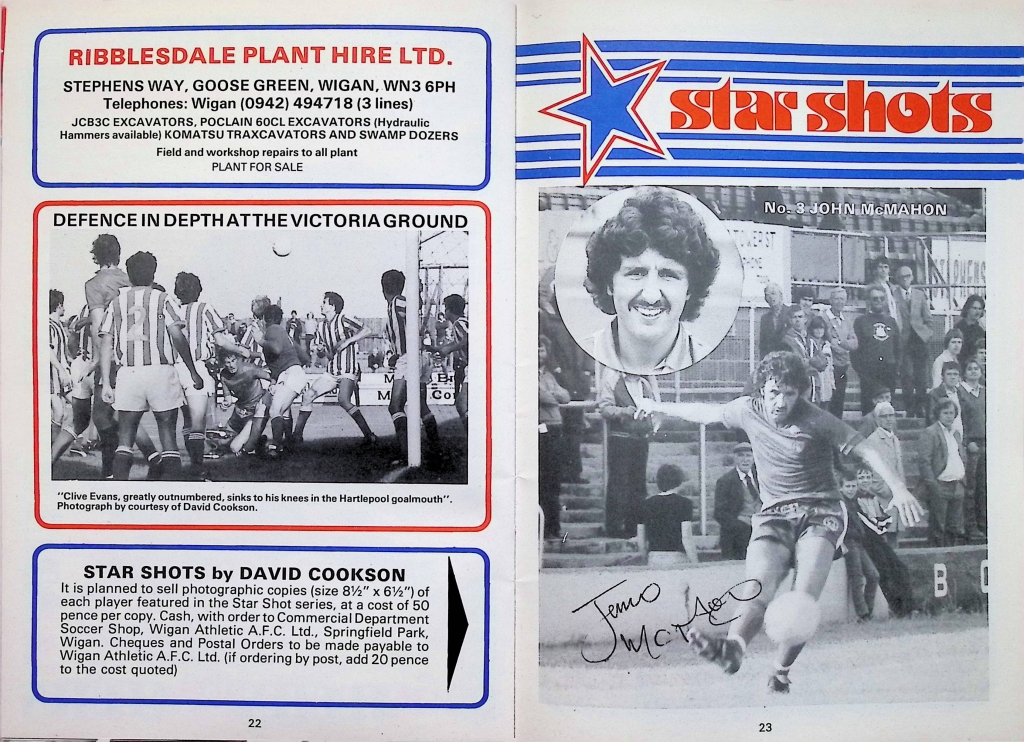 RIBBLESDALE PLANT HIRE LTD.
STEPHENS WAY, GOOSE GREEN, WIGAN, WN3 6PH
Telephones: Wigan (0942) 494718 (3 lines)
JCB3C EXCAVATORS, POCLAIN 60CL EXCAVATORS (Hydraulic
Hammers available) KOMATSU TRAXCAVATORS AND SWAMP DOZERS
Field and workshop repairs to all plant
PLANT FOR SALE
DEFENCE IN DEPTH AT THE VICTORIA GROUND
2
"Clive Evans, greatly outnumbered, sinks to his knees in the Hartlepool goalmouth".
Photograph by courtesy of David Cookson.
STAR SHOTS by DAVID COOKSON
It is planned to sell photographic copies (size 8½" x 6½") of
each player featured in the Star Shot series, at a cost of 50
pence per copy. Cash, with order to Commercial Department
Soccer Shop, Wigan Athletic A.F.C. Ltd., Springfield Park,
Wigan. Cheques and Postal Orders to be made payable to
Wigan Athletic A.F.C. Ltd. (if ordering by post, add 20 pence
to the cost quoted)
22
star shots
No. 3 JOHN McMAHON
B
23